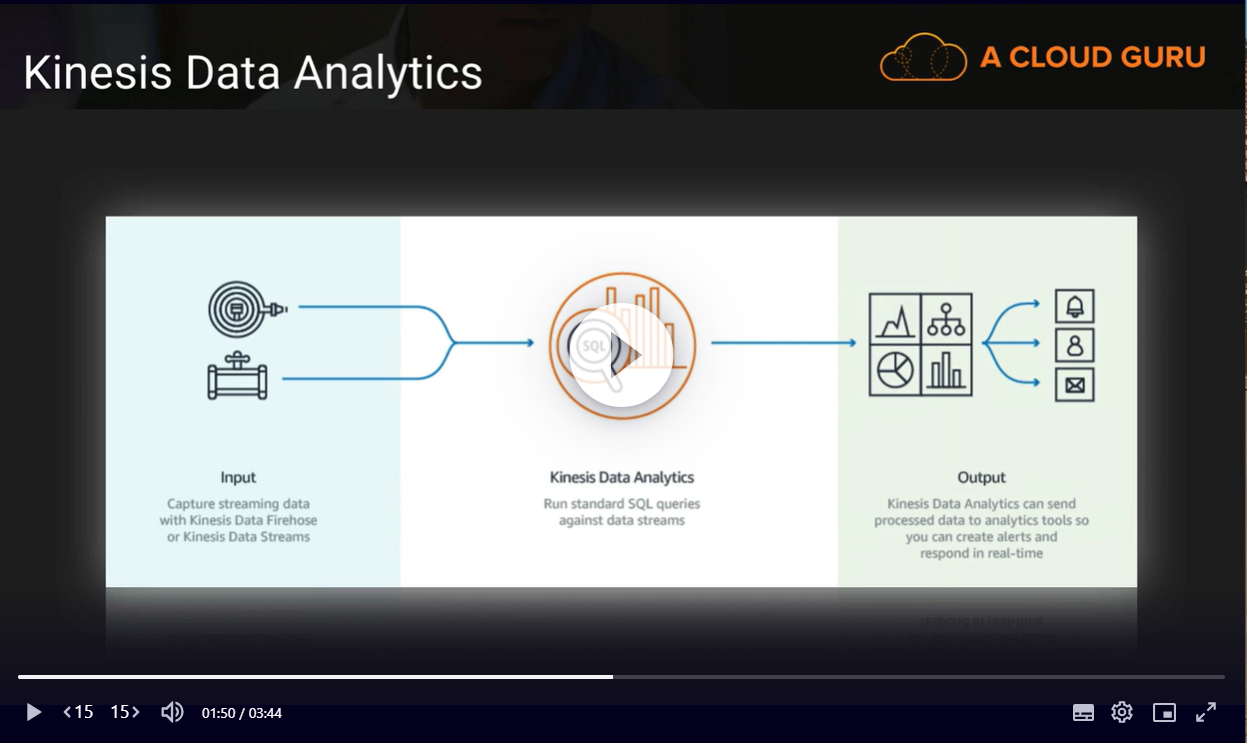 Kinesis Data Analytics
A CLOUD GURU
SQL
Input
Capture streaming data
with Kinesis Data Firehose
or Kinesis Data Streams
Kinesis Data Analytics
Run standard SQL queries
against data streams
Output
Kinesis Data Analytics can send
processed data to analytics tools so
you can create alerts and
respond in real-time
<15 15> 01:50 / 03:44